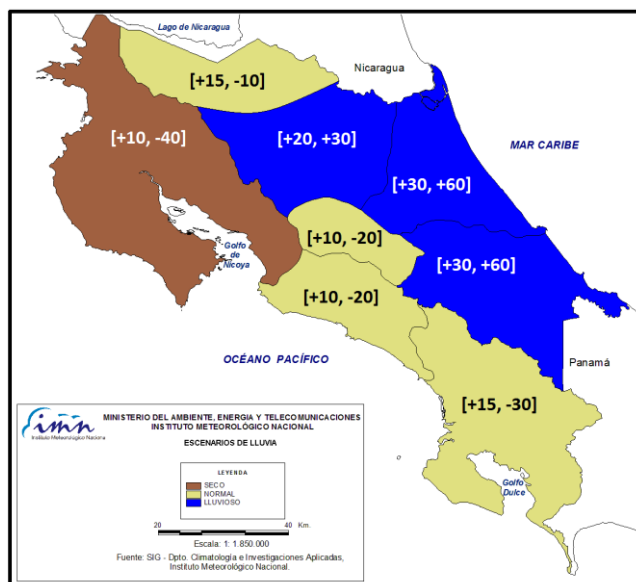 Lago de Nicaragua
Nicaragua
[+15, -10]
[+10, -40]
[+20, +30]
MAR CARIBE
[+30, +60]
Golfo
de
Nicoya
[+10, -20]
[+30, +60]
[+10, -20]
OCÉANO PACÍFICO
Panamá
[+15, -30]
Golfo
Dulce
imn
Instituto Meteorológico Nacional
MINISTERIO DEL AMBIENTE, ENERGIA Y TELECOMUNICACIONES
INSTITUTO METEOROLÓGICO NACIONAL
ESCENARIOS DE LLUVIA
LEYENDA
SECO
NORMAL
LLUVIOSO
20 0 40 Km.
Escala: 1: 1.850.000
Fuente: SIG - Dpto. Climatología e Investigaciones Aplicadas,
Instituto Meteorológico Nacional.